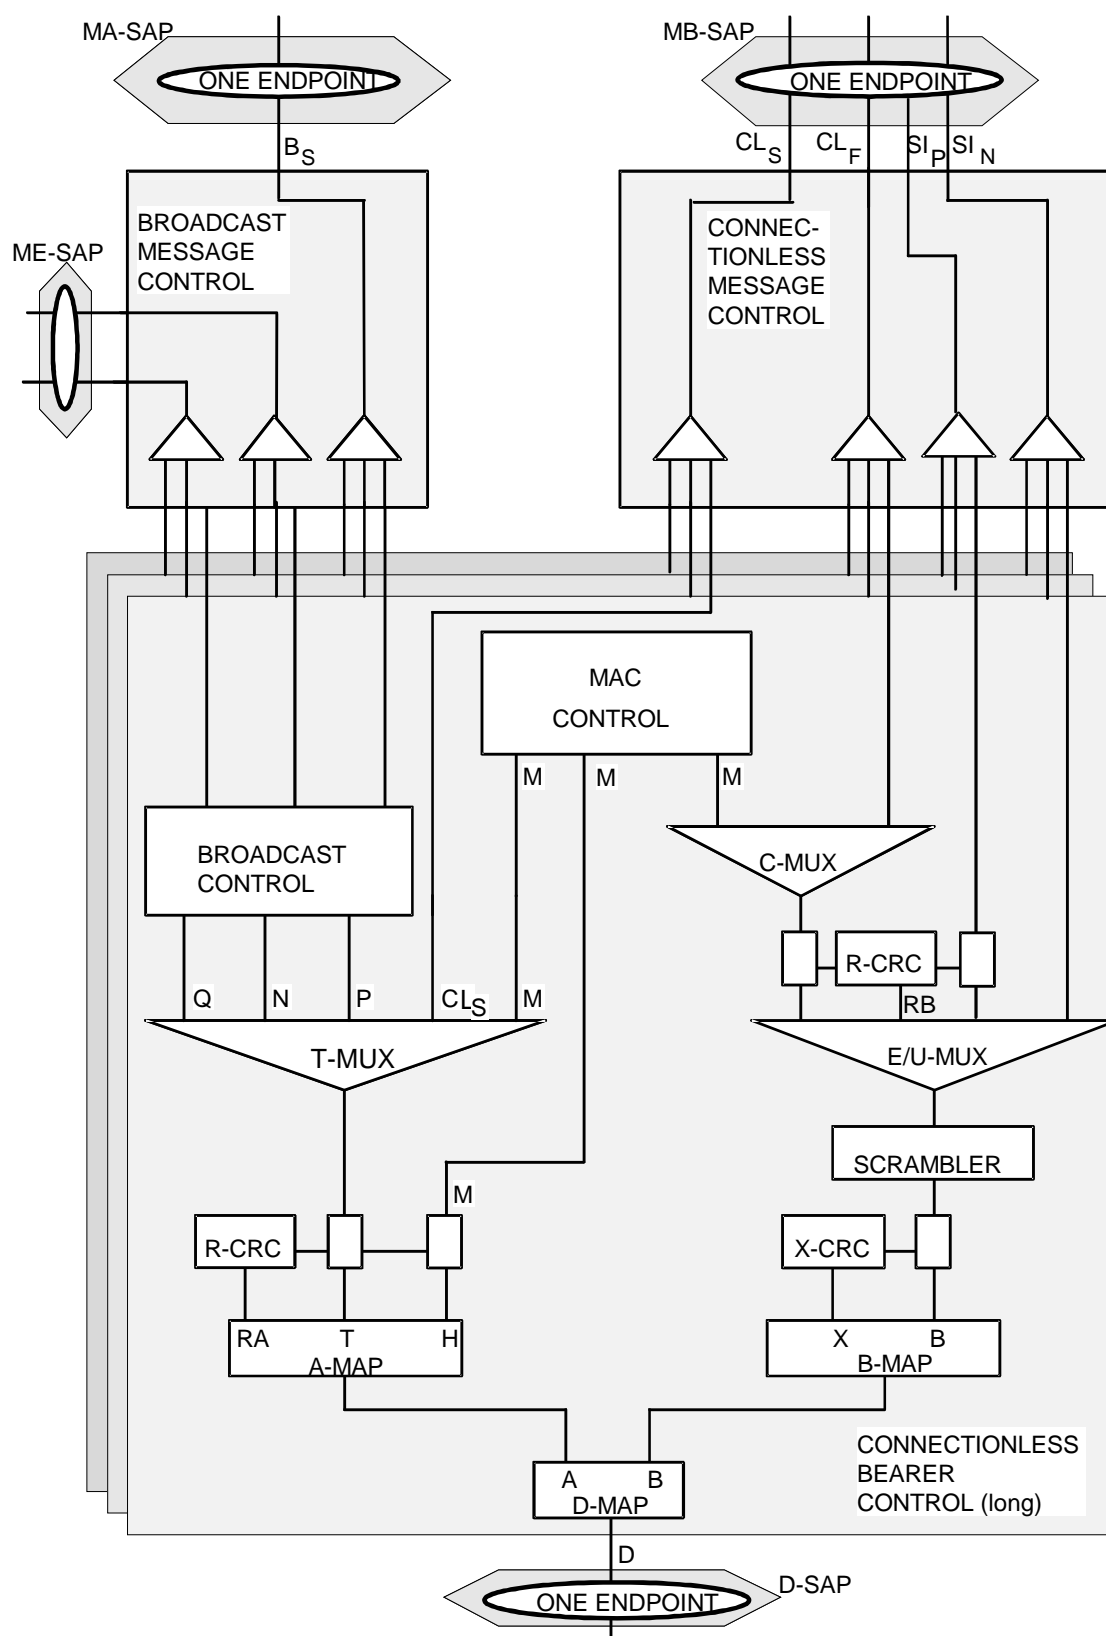 MA-SAP
MB-SAP
ONE ENDPOINT
ONE ENDPOINT
BS
CLS
CLF
SIP
SIN
BROADCAST
MESSAGE
CONTROL
ME-SAP
CONNEC-
TIONLESS
MESSAGE
CONTROL
MAC
CONTROL
M
M
M
BROADCAST
CONTROL
C-MUX
R-CRC
RB
Q
N
P
CLS
M
T-MUX
E/U-MUX
SCRAMBLER
M
R-CRC
X-CRC
RA
T
H
A-MAP
X
B
B-MAP
CONNECTIONLESS
BEARER
CONTROL (long)
A
B
D-MAP
D
D-SAP
ONE ENDPOINT